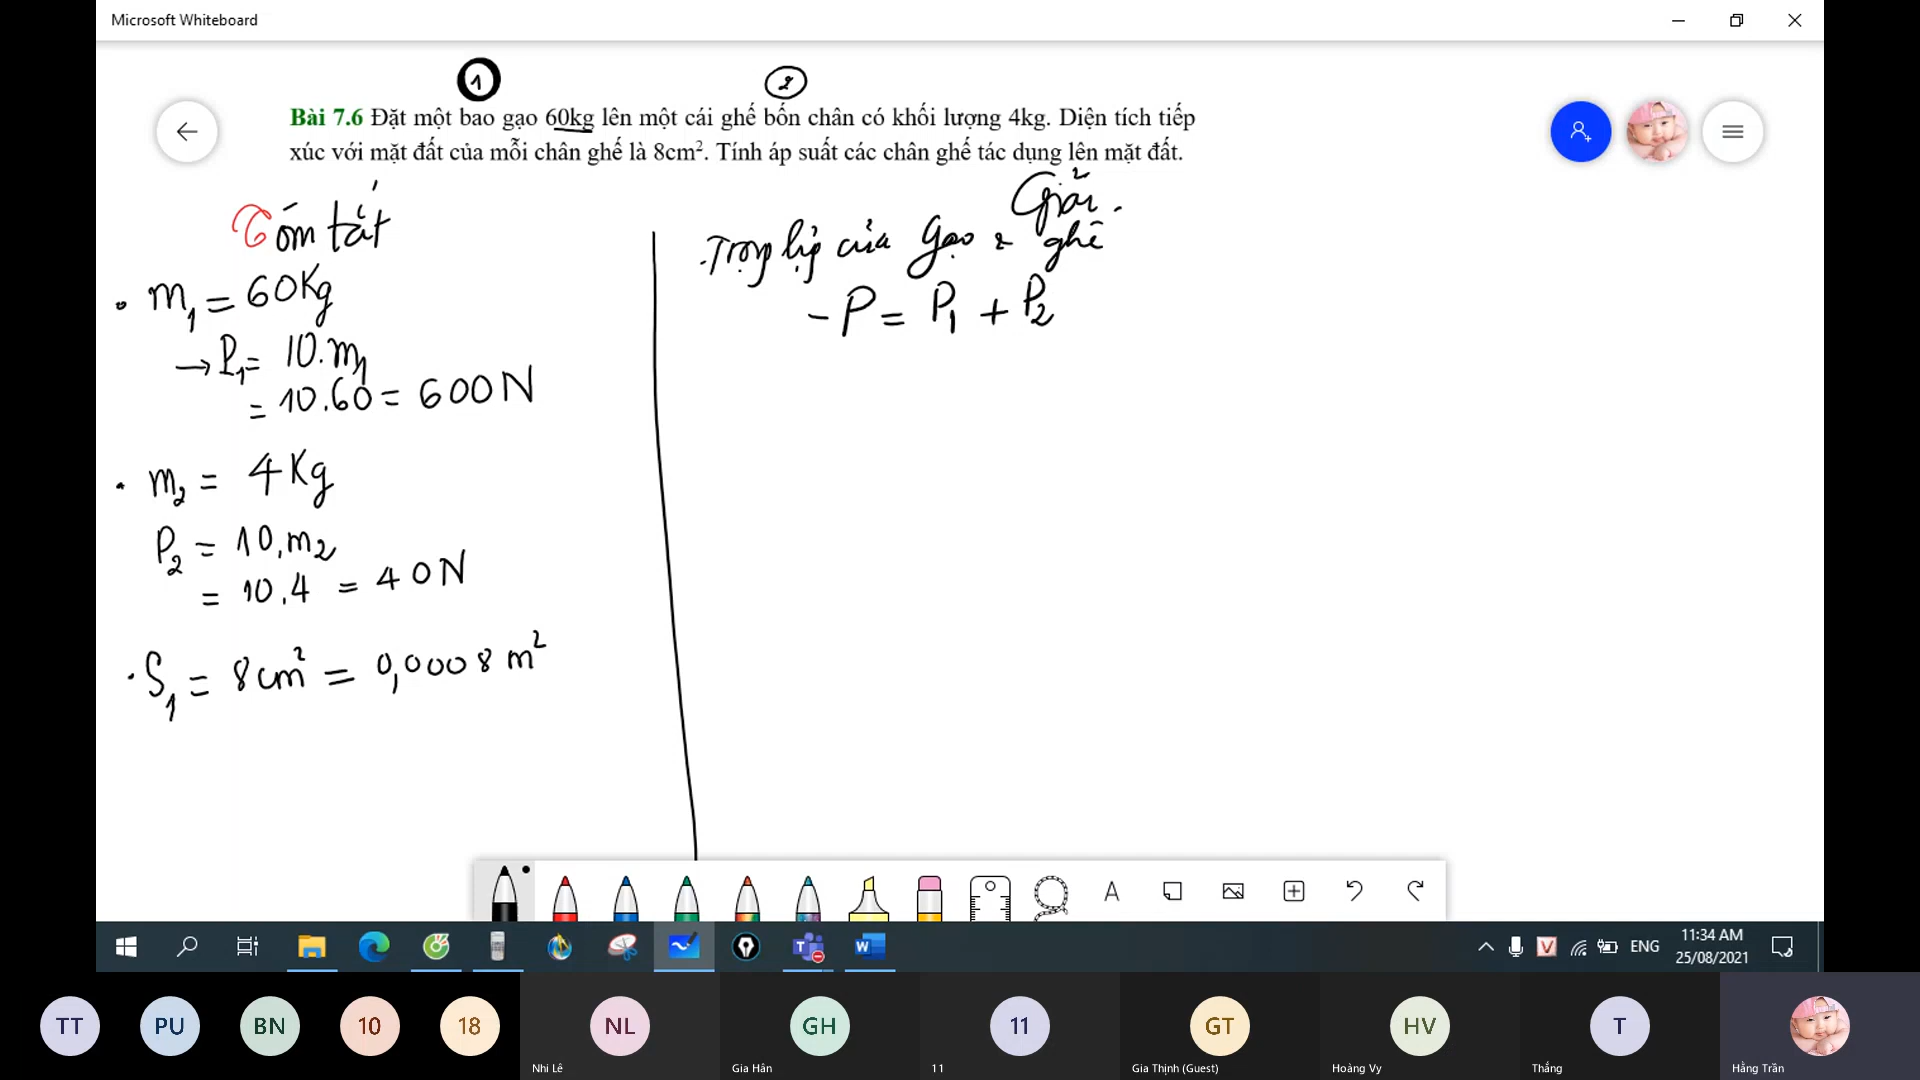 Microsoft Whiteboard
1 2
Bài 7.6 Đặt một bao gạo 60kg lên một cái ghế bốn chân có khối lượng 4kg. Diện tích tiếp
xúc với mặt đất của mỗi chân ghế là 8cm². Tính áp suất các chân ghế tác dụng lên mặt đất.
Tóm tắt
• m₁ = 60Kg
→ P₁ = 10.m₁
= 10.60 = 600N
• m₂ = 4Kg
P₂ = 10.m₂
= 10.4 = 40N
• S₁ = 8cm² = 0,0008 m²
Giải
. Trọng lực của gạo & ghế
- P = P₁ + P₂
A
W
ENG
11:34 AM
25/08/2021
TT PU BN 10 18 NL GH 11 GT HV T
Nhi Lê Gia Hân 11 Gia Thịnh (Guest) Hoàng Vy Thắng Hằng Trần